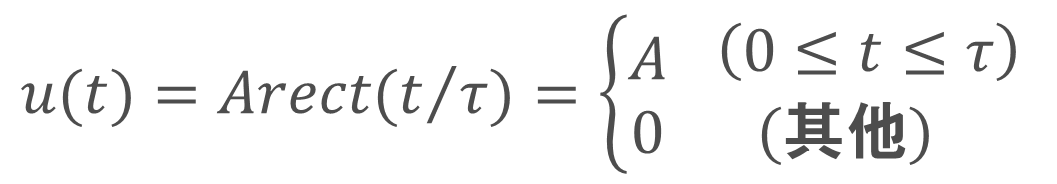 u(t) = Arect(t/τ) = { A (0 ≤ t ≤ τ)
0 (其他)